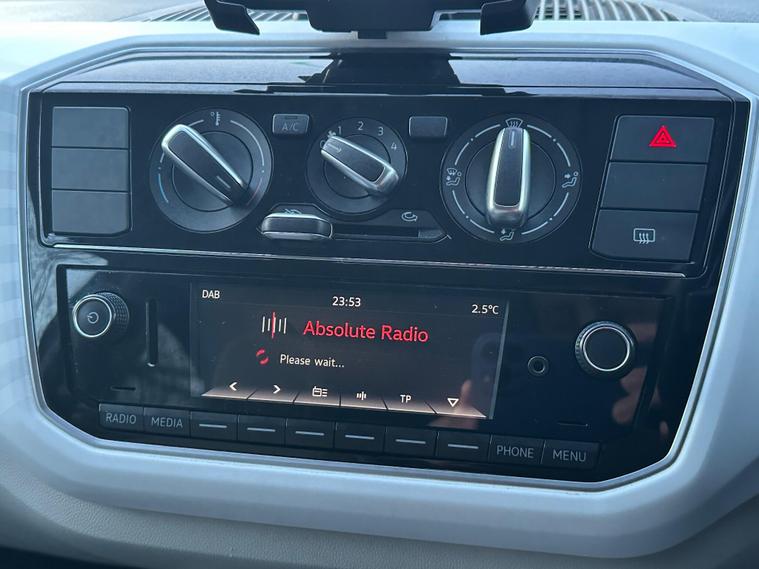 A/C
1 2 3 4
DAB 23:53 2.5°C
Absolute Radio
Please wait...
< > TP
RADIO MEDIA PHONE MENU